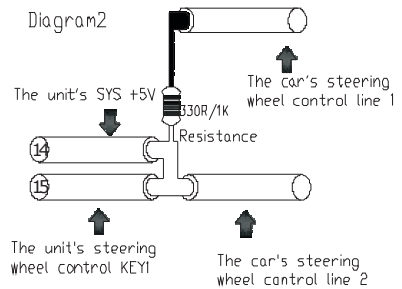 Diagram2
The car's steering
wheel control line 1
The unit's SYS +5V
330R/1K
Resistance
14
15
The unit's steering
wheel control KEY1
The car's steering
wheel cantral line 2